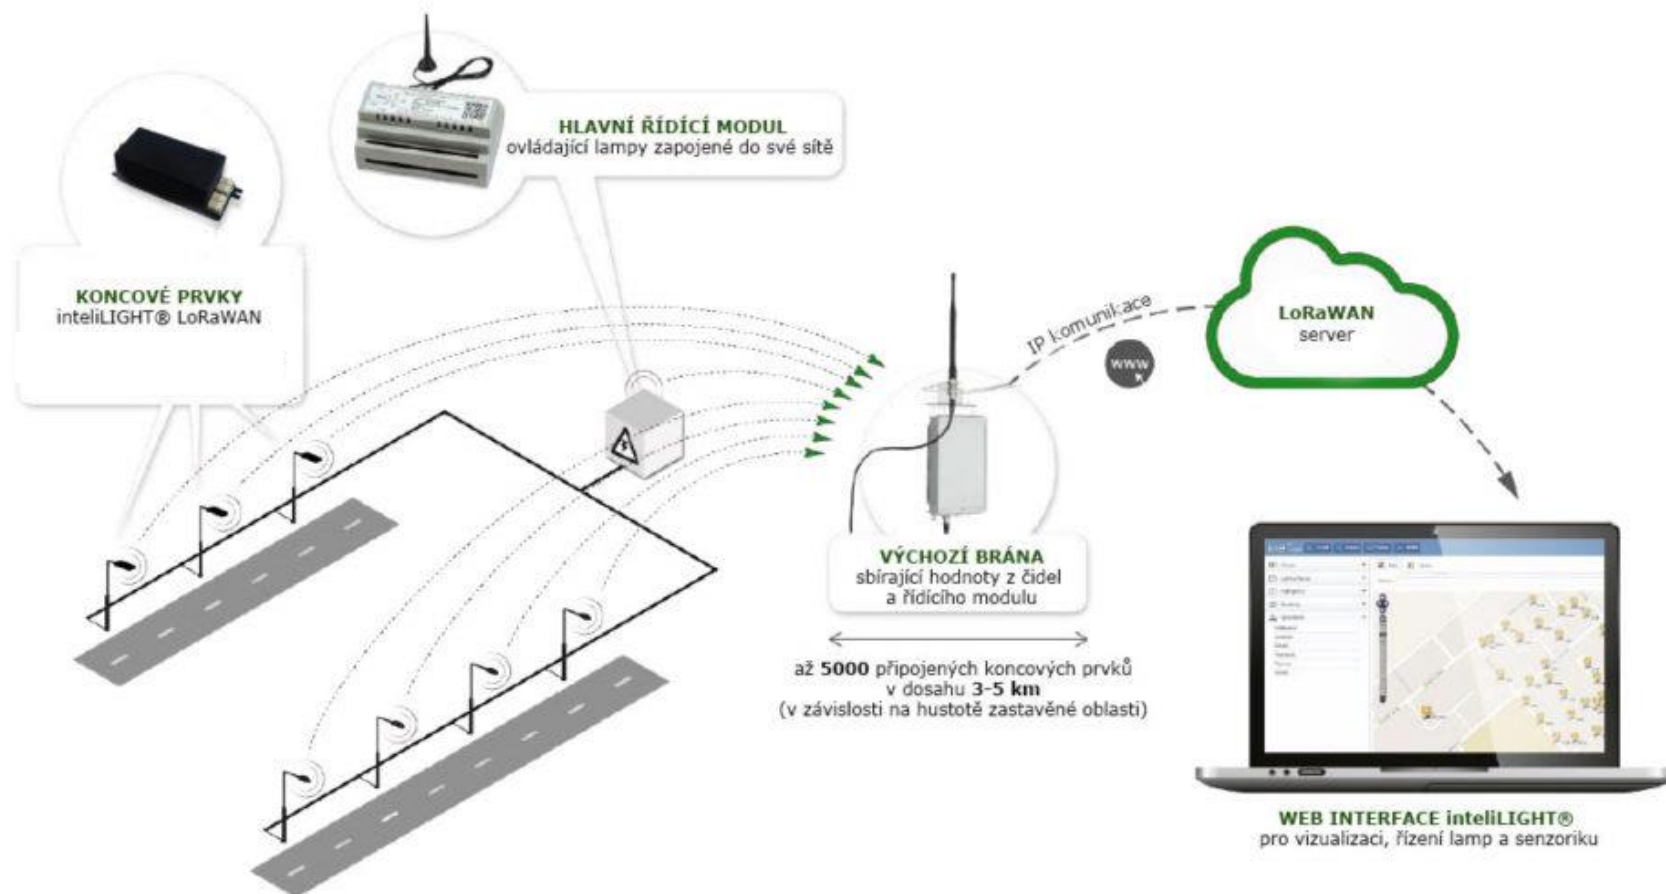 HLAVNÍ ŘÍDÍCÍ MODUL
ovládající lampy zapojené do své sítě
KONCOVÉ PRVKY
inteliLIGHT® LoRaWAN
IP komunikace
www
LoRaWAN
server
VÝCHOZÍ BRÁNA
sbírající hodnoty z čidel
a řídícího modulu
až 5000 připojených koncových prvků
v dosahu 3-5 km
(v závislosti na hustotě zastavěné oblasti)
WEB INTERFACE inteliLIGHT®
pro vizualizaci, řízení lamp a senzoriku